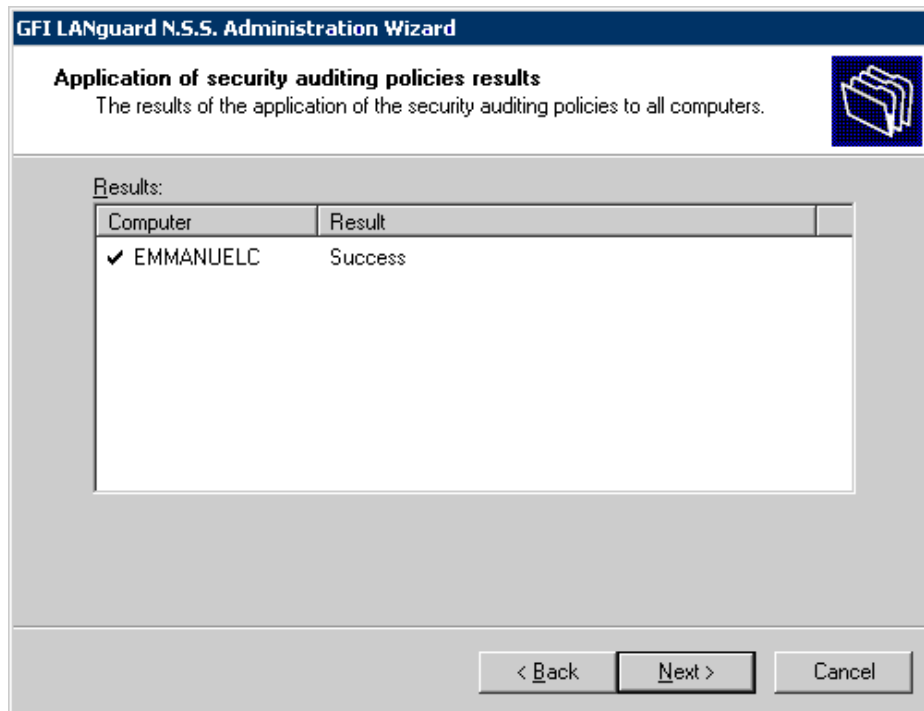 GFI LANguard N.S.S. Administration Wizard
Application of security auditing policies results
The results of the application of the security auditing policies to all computers.
Results:
Computer Result
EMMANUELC Success
< Back Next > Cancel